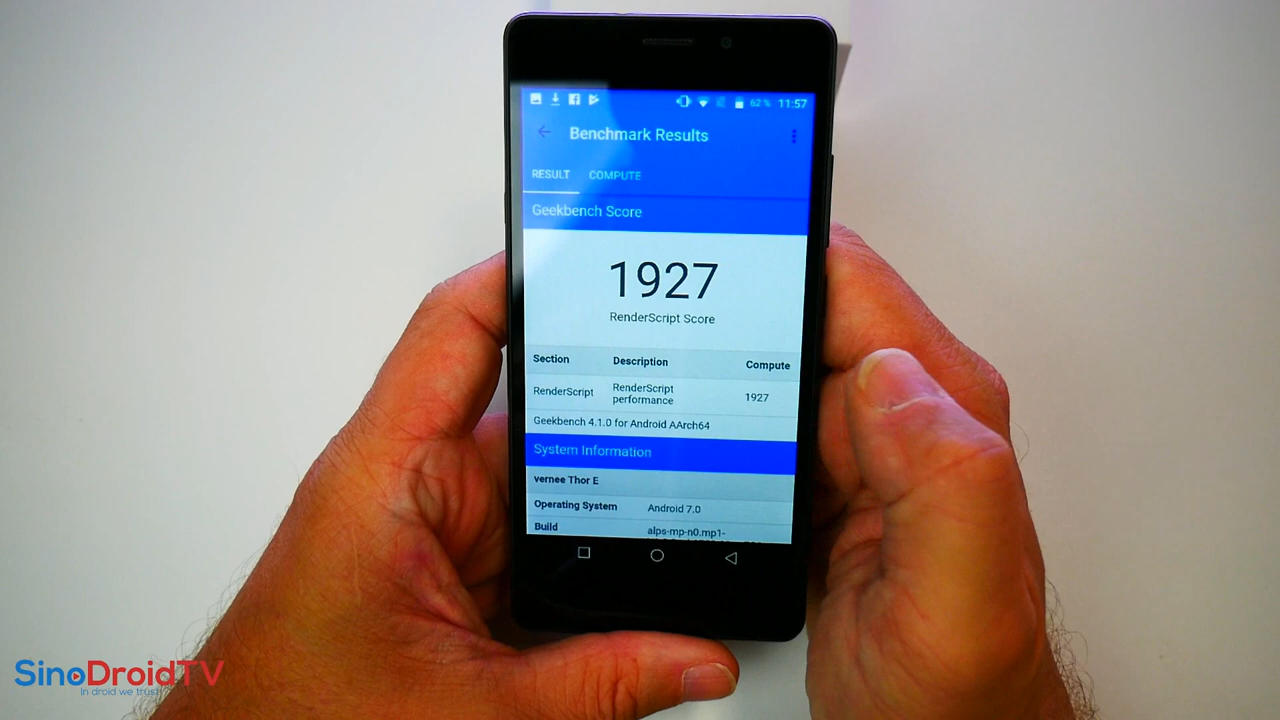 62 % 11:57
Benchmark Results
RESULT COMPUTE
Geekbench Score
1927
RenderScript Score
Section Description Compute
RenderScript RenderScript performance 1927
Geekbench 4.1.0 for Android AArch64
System Information
vernee Thor E
Operating System Android 7.0
Build alps-mp-n0.mp1-
SinoDroidTV
In droid we trust